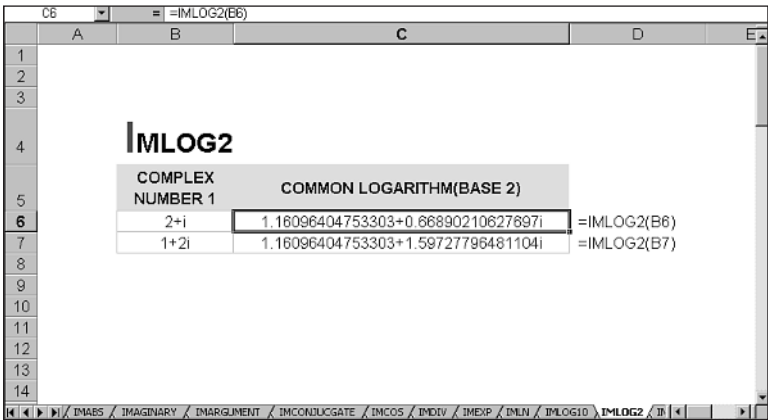 C6 = =IMLOG2(B6)
A B C D E
1
2
3
4 IMLOG2
5 COMPLEX NUMBER 1 COMMON LOGARITHM(BASE 2)
6 2+i 1.16096404753303+0.66890210627697i =IMLOG2(B6)
7 1+2i 1.16096404753303+1.59727796481104i =IMLOG2(B7)
8
9
10
11
12
13
14
IMABS IMAGINARY IMARGUMENT IMCONJUCGATE IMCOS IMDIV IMEXP IMLN IMLOG10 IMLOG2